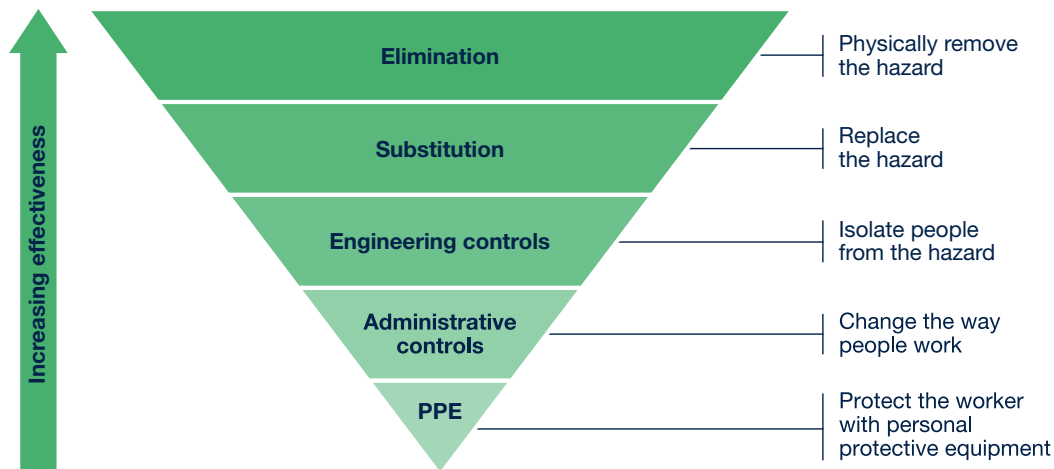 Increasing effectiveness
Elimination
Physically remove
the hazard
Substitution
Replace
the hazard
Engineering controls
Isolate people
from the hazard
Administrative
controls
Change the way
people work
PPE
Protect the worker
with personal
protective equipment